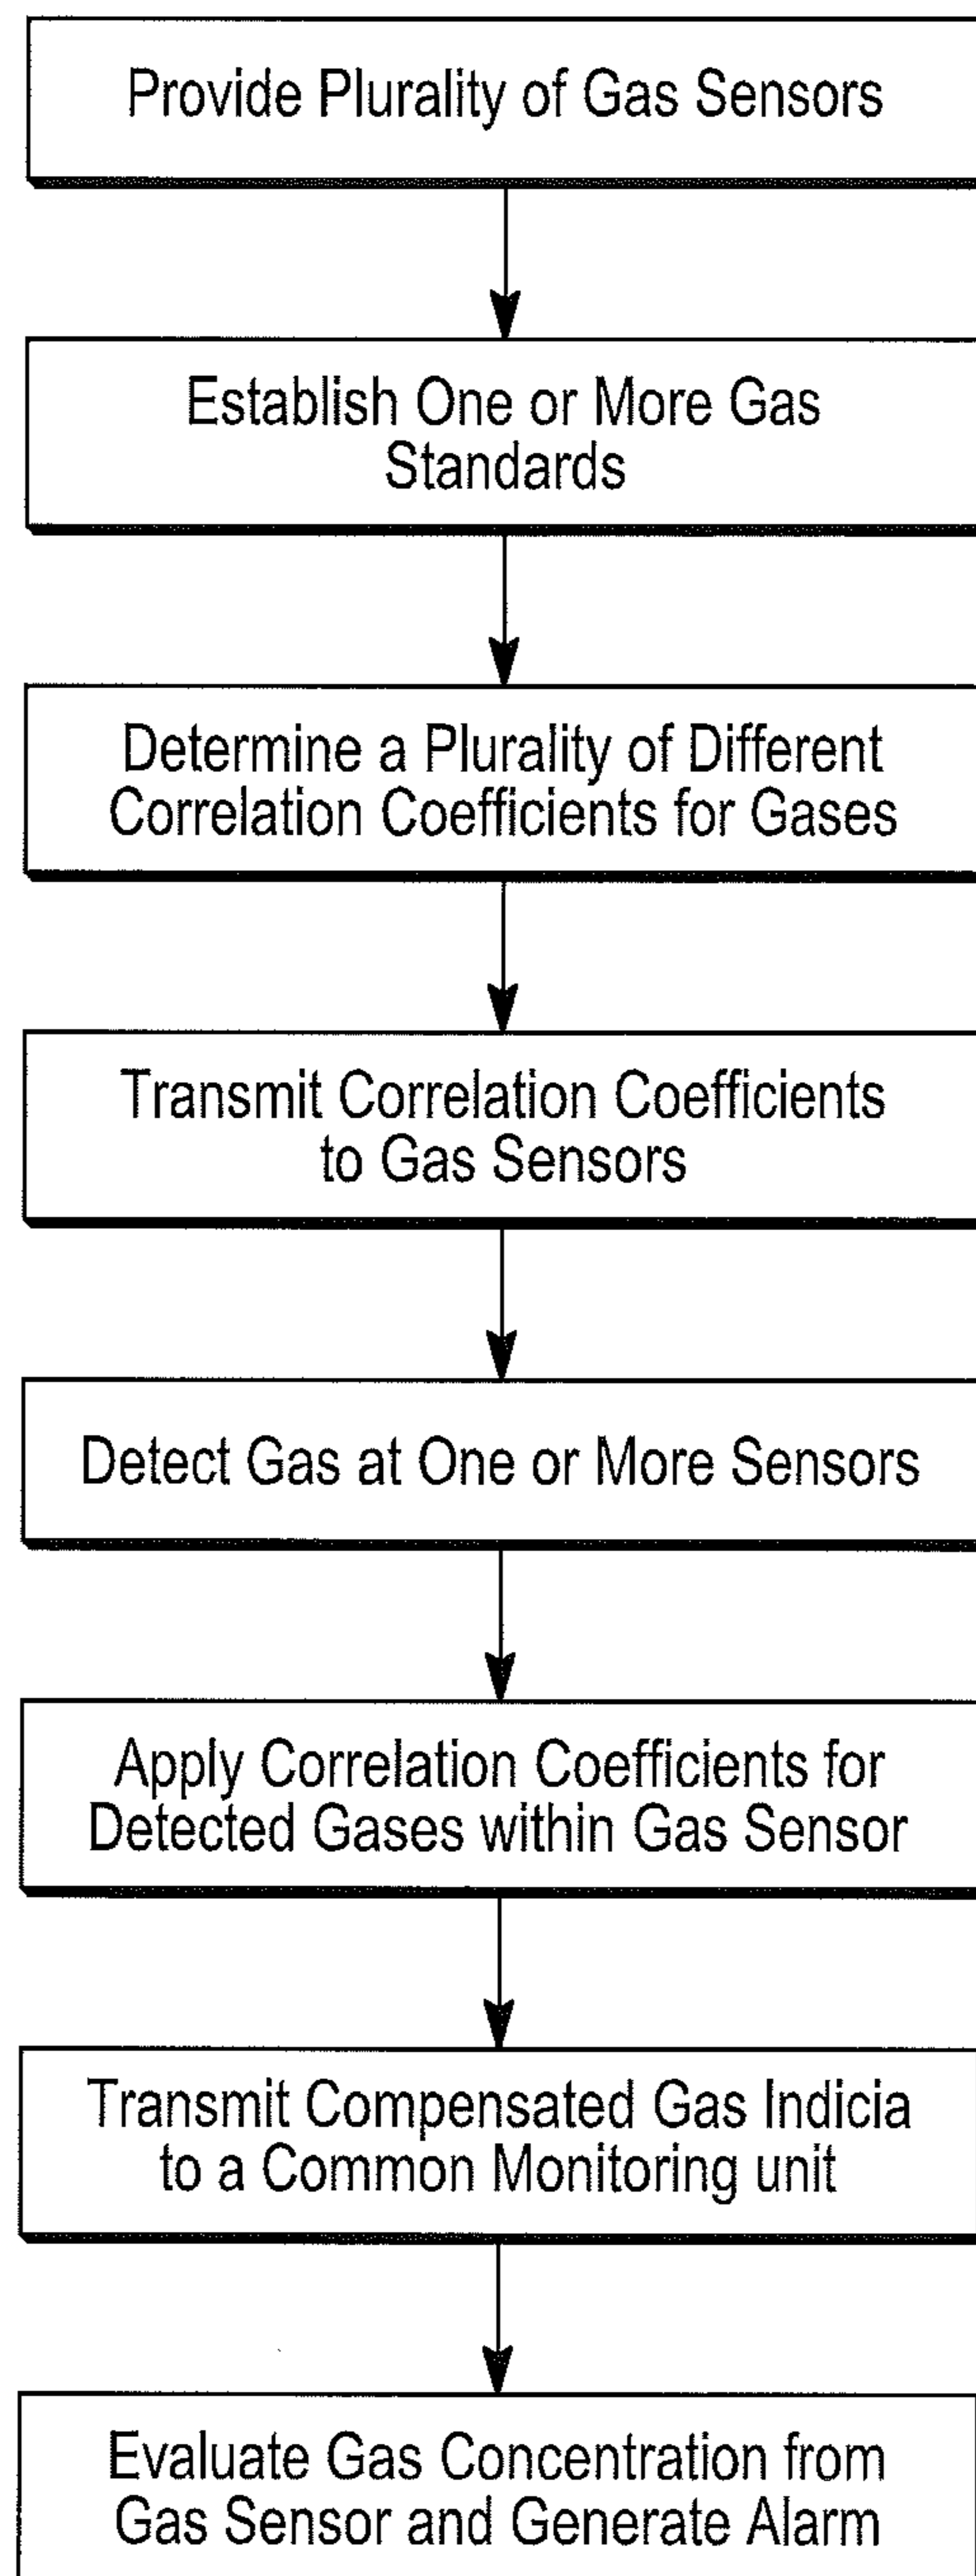 Provide Plurality of Gas Sensors
Establish One or More Gas
Standards
Determine a Plurality of Different
Correlation Coefficients for Gases
Transmit Correlation Coefficients
to Gas Sensors
Detect Gas at One or More Sensors
Apply Correlation Coefficients for
Detected Gases within Gas Sensor
Transmit Compensated Gas Indicia
to a Common Monitoring unit
Evaluate Gas Concentration from
Gas Sensor and Generate Alarm